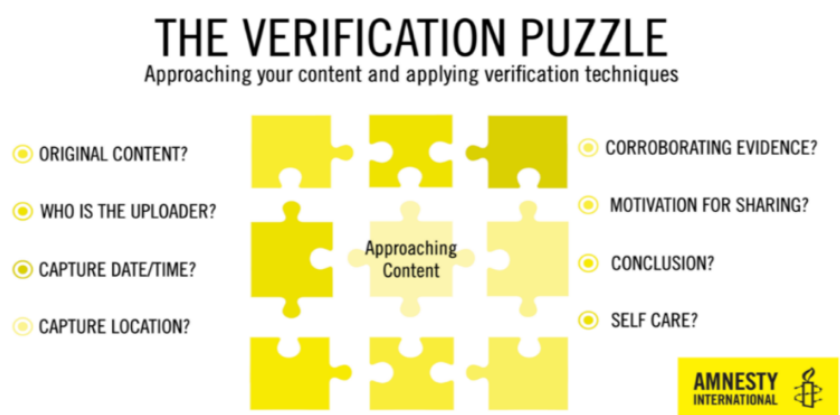 THE VERIFICATION PUZZLE
Approaching your content and applying verification techniques
ORIGINAL CONTENT?
WHO IS THE UPLOADER?
CAPTURE DATE/TIME?
CAPTURE LOCATION?
Approaching
Content
CORROBORATING EVIDENCE?
MOTIVATION FOR SHARING?
CONCLUSION?
SELF CARE?
AMNESTY
INTERNATIONAL